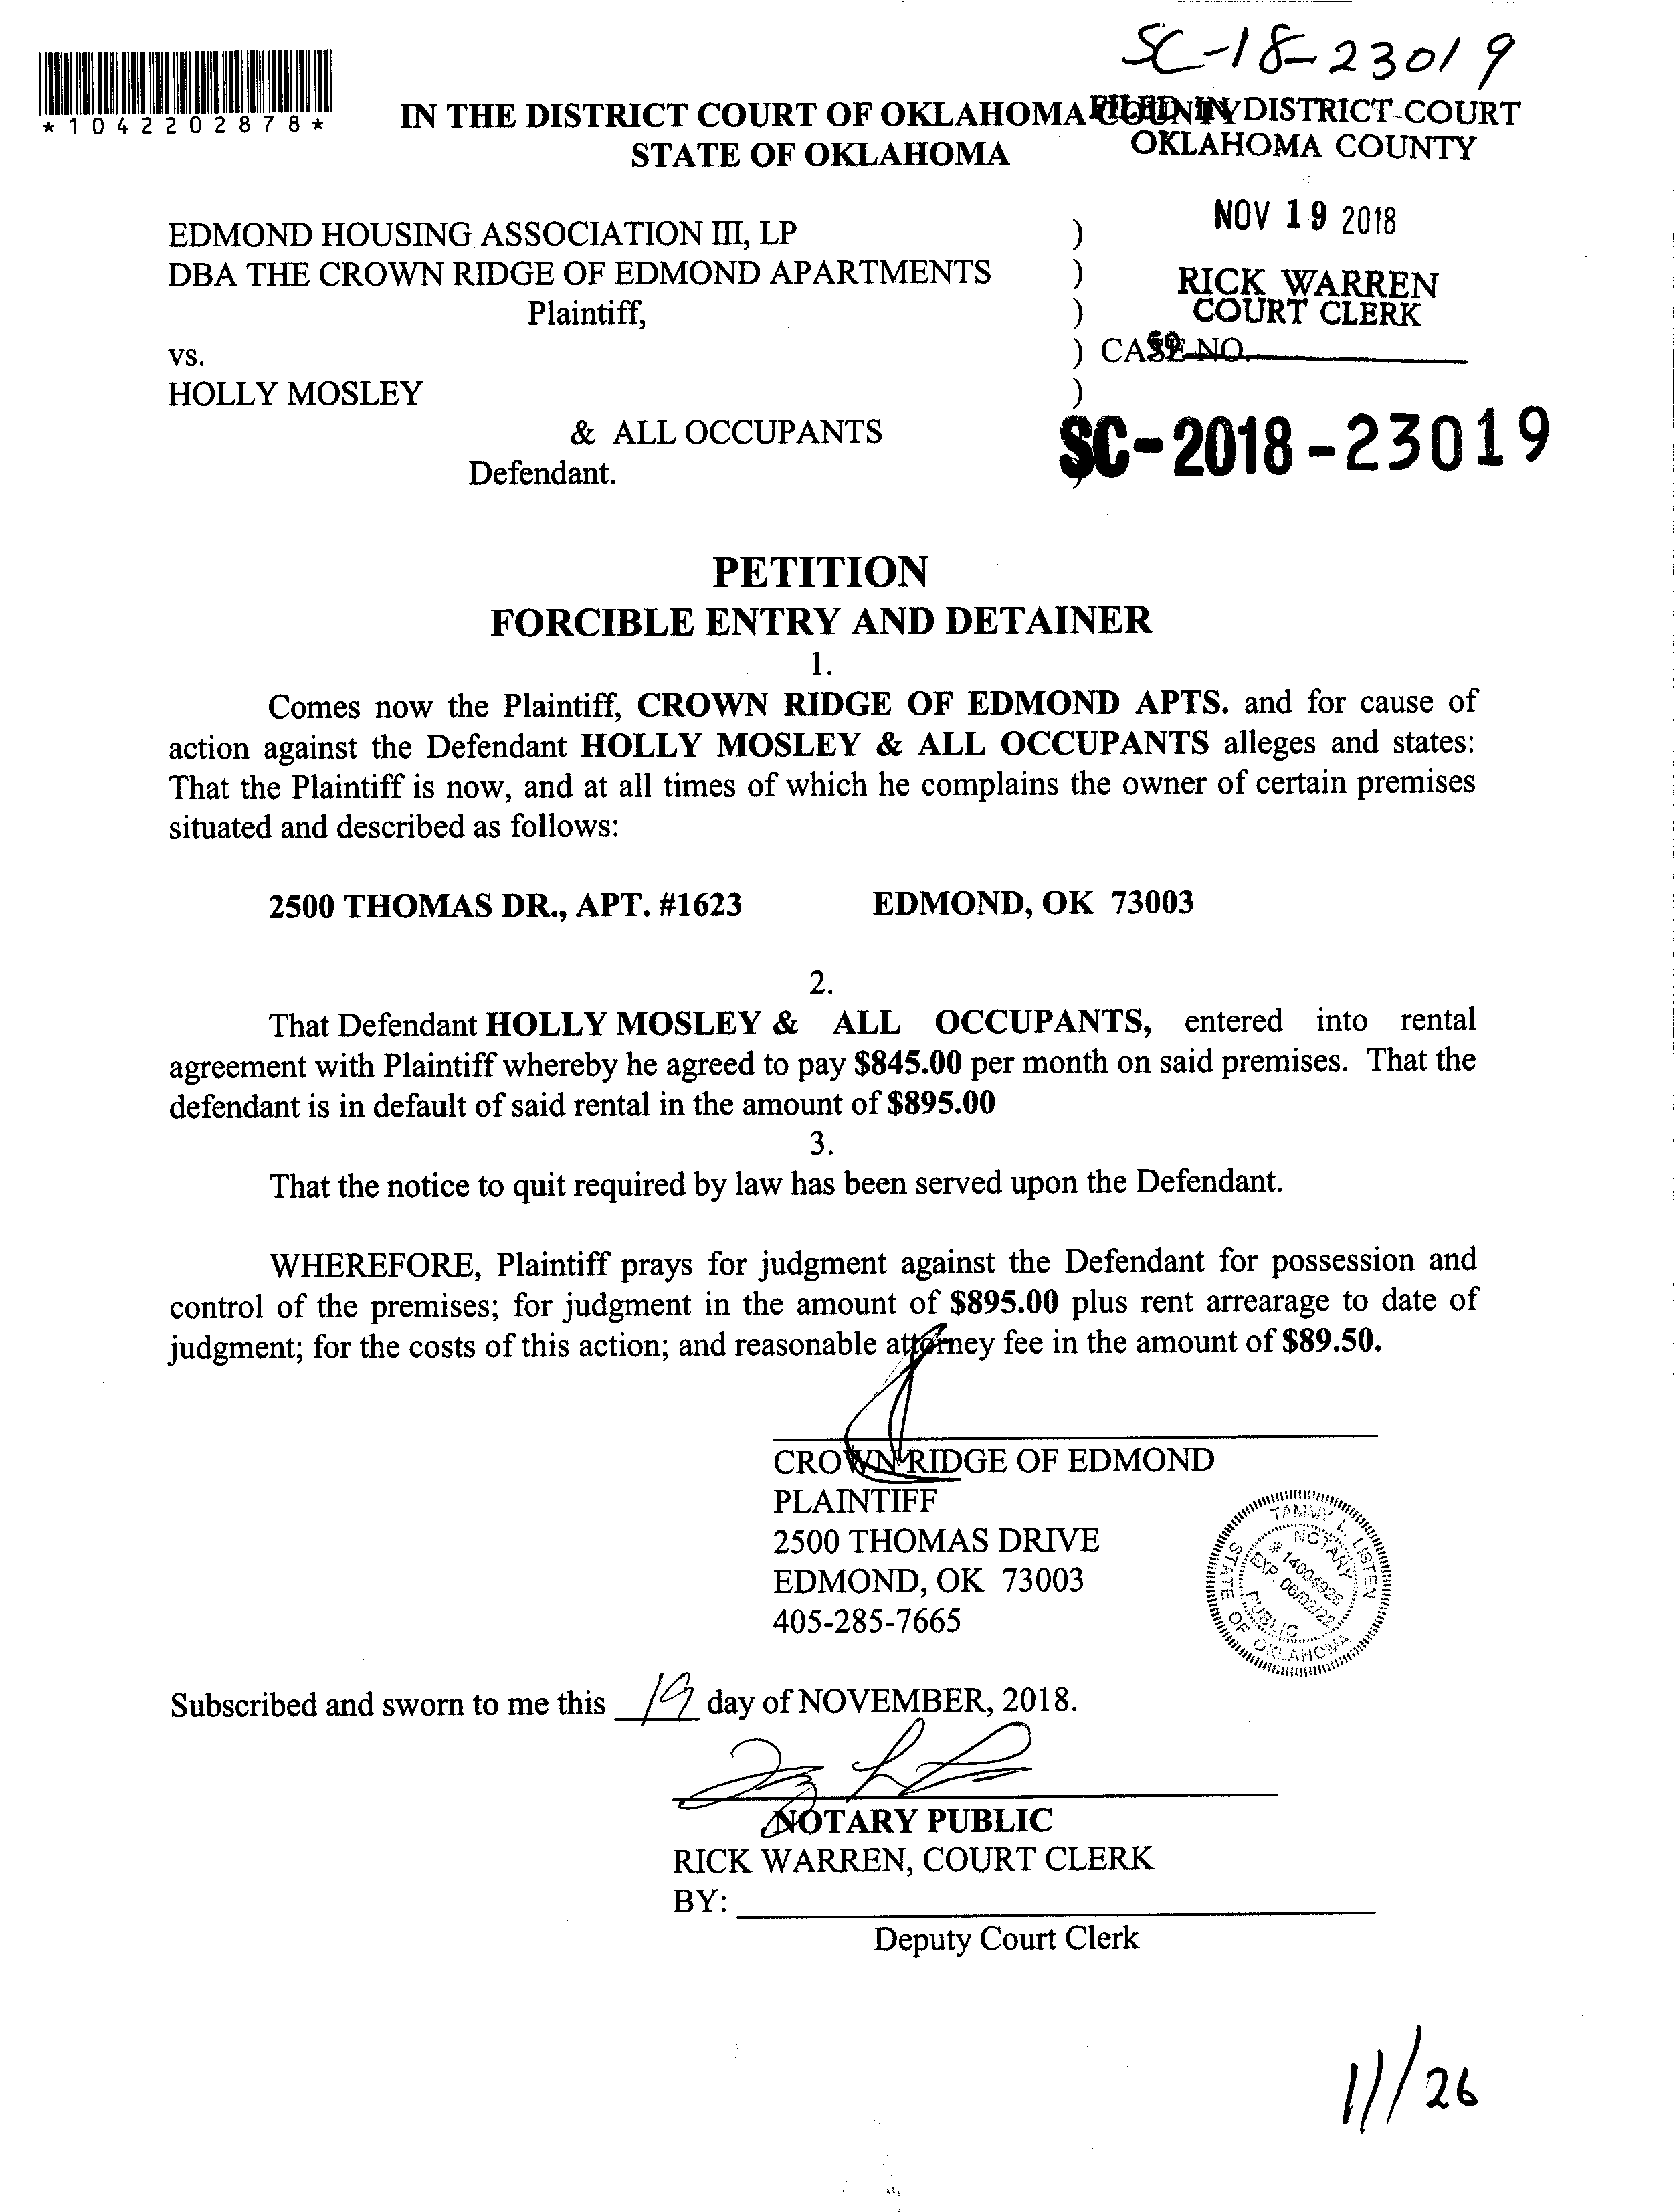 SC-18-23019
*1042202878*
IN THE DISTRICT COURT OF OKLAHOMA COUNTY
FILED IN DISTRICT COURT
STATE OF OKLAHOMA
OKLAHOMA COUNTY
NOV 19 2018
EDMOND HOUSING ASSOCIATION III, LP )
DBA THE CROWN RIDGE OF EDMOND APARTMENTS )
RICK WARREN
COURT CLERK
Plaintiff, )
vs. ) CASE NO.
59
HOLLY MOSLEY )
& ALL OCCUPANTS
SC-2018-23019
Defendant. )
PETITION
FORCIBLE ENTRY AND DETAINER
1.
Comes now the Plaintiff, CROWN RIDGE OF EDMOND APTS. and for cause of
action against the Defendant HOLLY MOSLEY & ALL OCCUPANTS alleges and states:
That the Plaintiff is now, and at all times of which he complains the owner of certain premises
situated and described as follows:
2500 THOMAS DR., APT. #1623 EDMOND, OK 73003
2.
That Defendant HOLLY MOSLEY & ALL OCCUPANTS, entered into rental
agreement with Plaintiff whereby he agreed to pay $845.00 per month on said premises. That the
defendant is in default of said rental in the amount of $895.00
3.
That the notice to quit required by law has been served upon the Defendant.
WHEREFORE, Plaintiff prays for judgment against the Defendant for possession and
control of the premises; for judgment in the amount of $895.00 plus rent arrearage to date of
judgment; for the costs of this action; and reasonable attorney fee in the amount of $89.50.
CROWN RIDGE OF EDMOND
PLAINTIFF
2500 THOMAS DRIVE
EDMOND, OK 73003
405-285-7665
TAMMY L LISTEN
NOTARY
# 14004926
EXP. 06/02/22
PUBLIC
STATE OF OKLAHOMA
Subscribed and sworn to me this 19 day of NOVEMBER, 2018.
NOTARY PUBLIC
RICK WARREN, COURT CLERK
BY:
Deputy Court Clerk
11/26